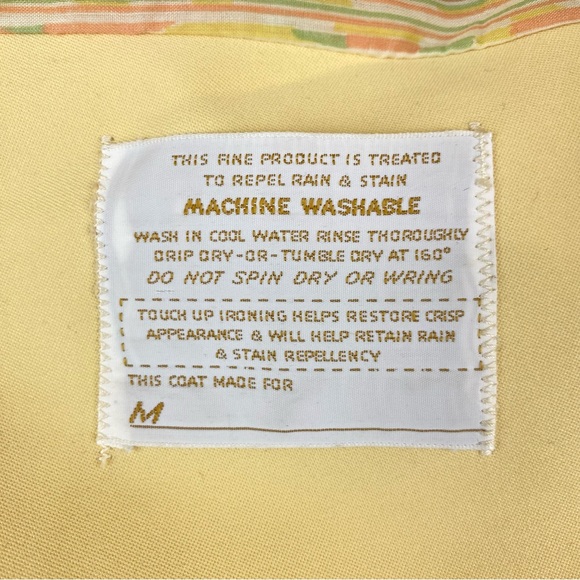 THIS FINE PRODUCT IS TREATED
TO REPEL RAIN & STAIN
MACHINE WASHABLE
WASH IN COOL WATER RINSE THOROUGHLY
DRIP DRY-OR-TUMBLE DRY AT 160°
DO NOT SPIN DRY OR WRING
TOUCH UP IRONING HELPS RESTORE CRISP
APPEARANCE & WILL HELP RETAIN RAIN
& STAIN REPELLENCY
THIS COAT MADE FOR
M